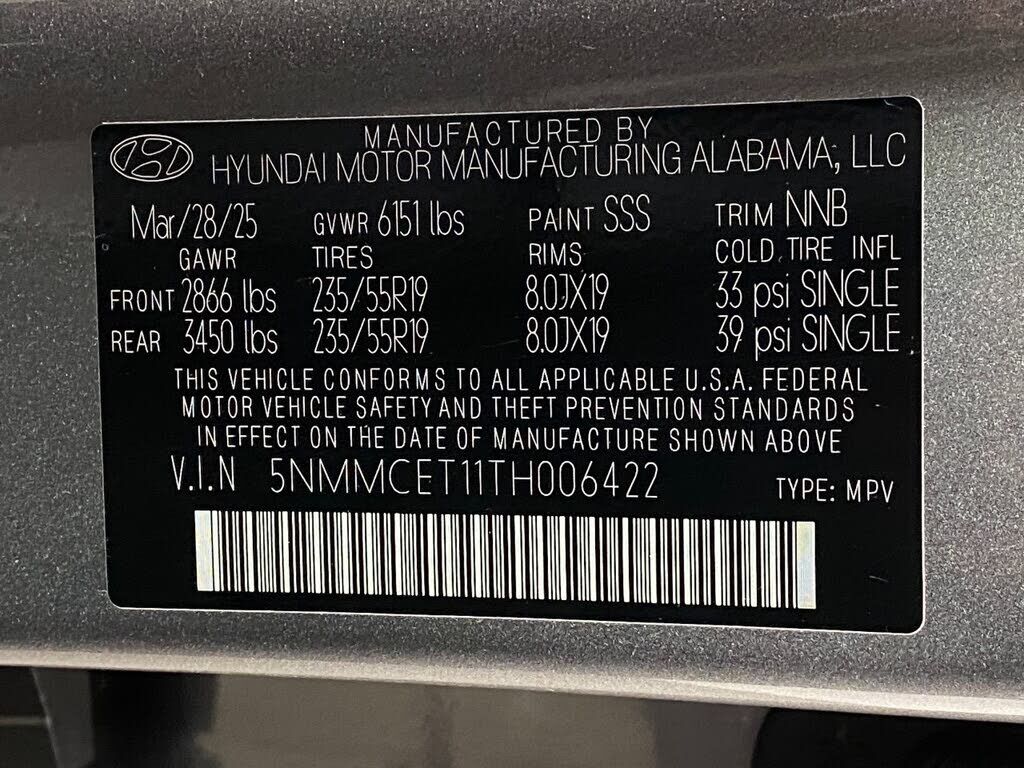 MANUFACTURED BY
HYUNDAI MOTOR MANUFACTURING ALABAMA, LLC
Mar/28/25 GVWR 6151 lbs PAINT SSS TRIM NNB
GAWR TIRES RIMS COLD TIRE INFL
FRONT 2866 lbs 235/55R19 8.0JX19 33 psi SINGLE
REAR 3450 lbs 235/55R19 8.0JX19 39 psi SINGLE
THIS VEHICLE CONFORMS TO ALL APPLICABLE U.S.A. FEDERAL
MOTOR VEHICLE SAFETY AND THEFT PREVENTION STANDARDS
IN EFFECT ON THE DATE OF MANUFACTURE SHOWN ABOVE
V.I.N 5NMMCET11TH006422 TYPE: MPV